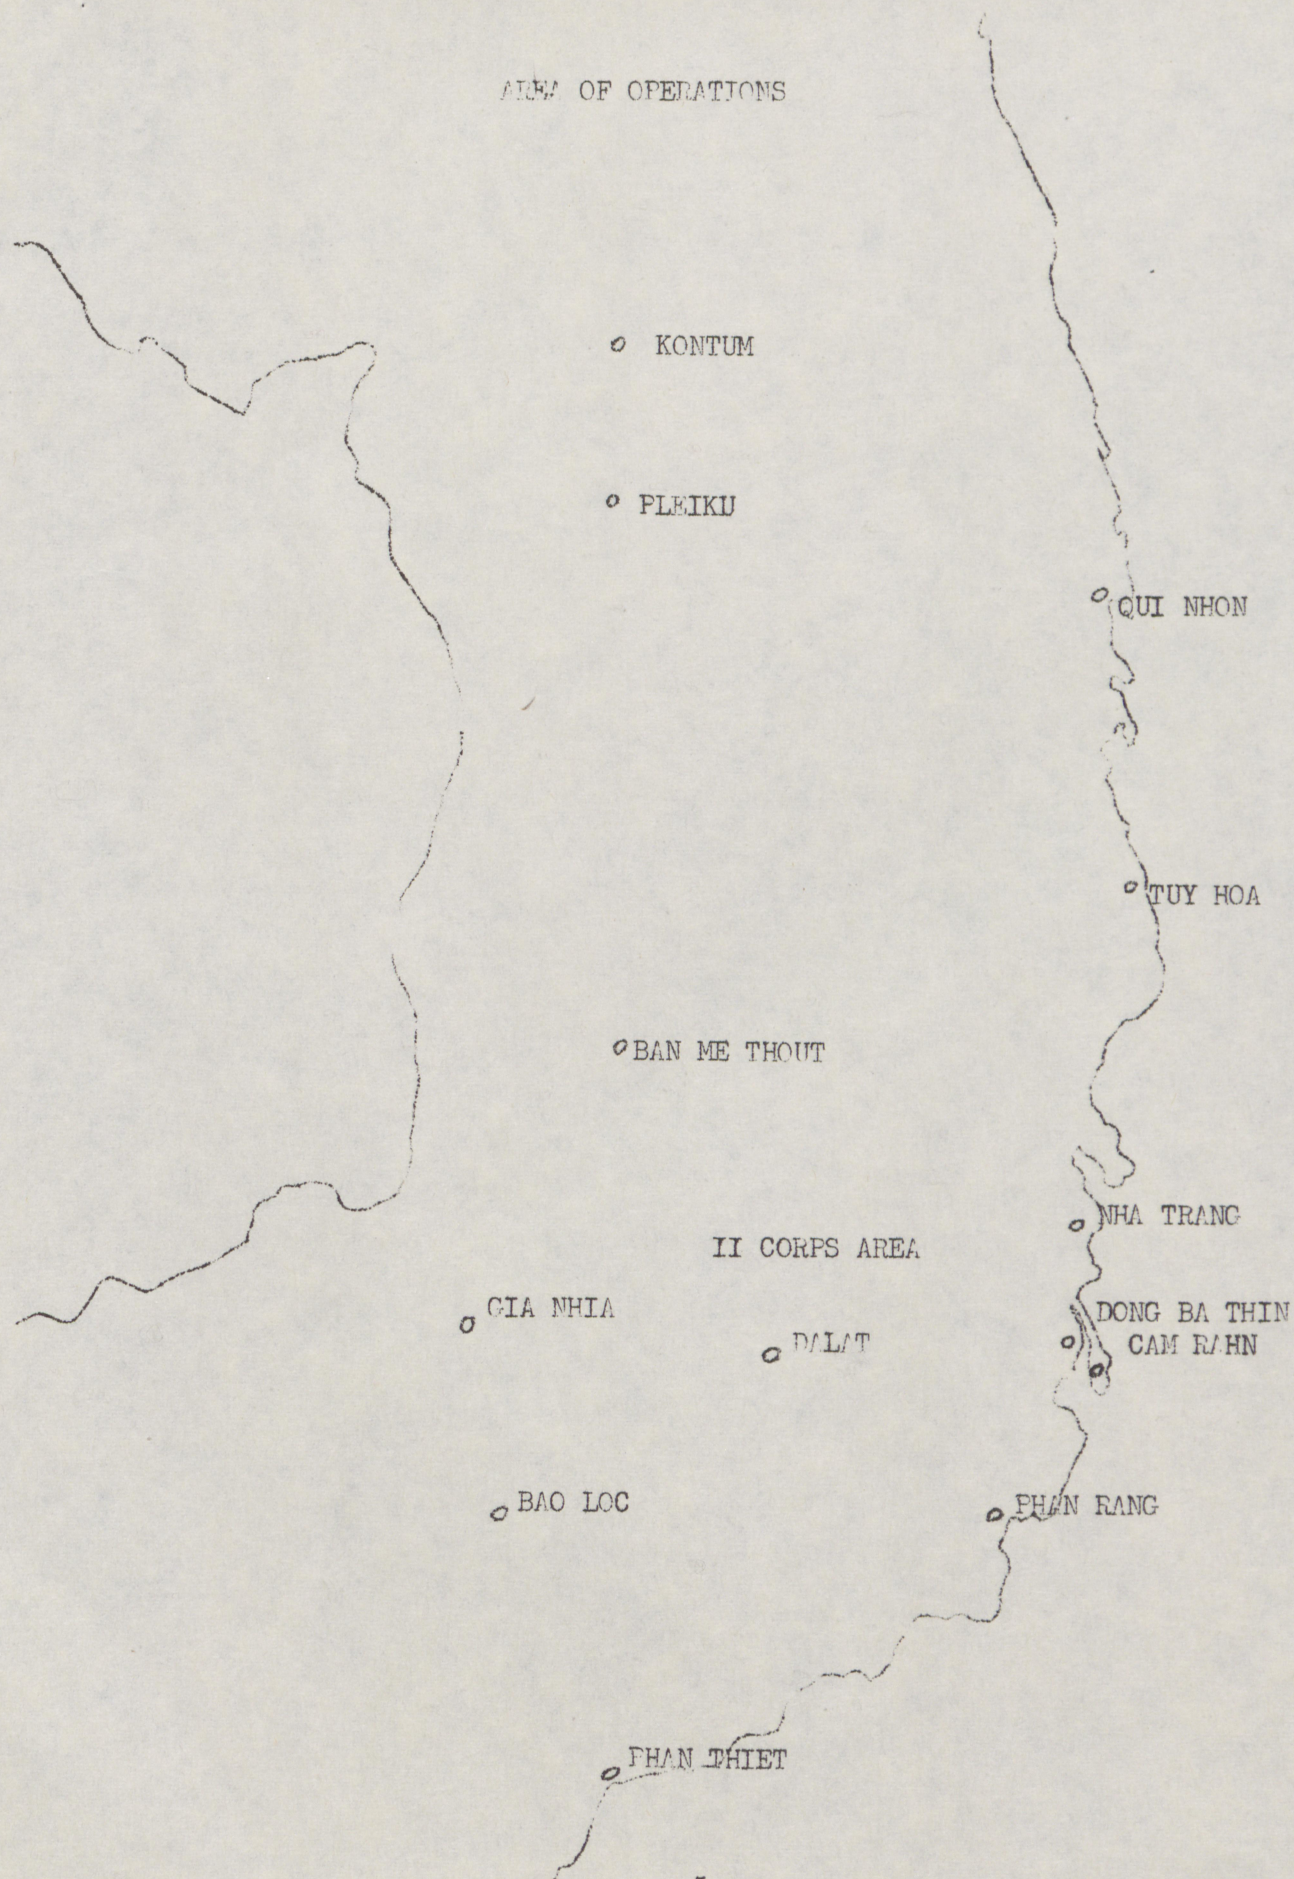 AREA OF OPERATIONS
KONTUM
PLEIKU
QUI NHON
TUY HOA
BAN ME THOUT
NHA TRANG
II CORPS AREA
GIA NHIA
DONG BA THIN
DALAT
CAM RAHN
BAO LOC
PHAN RANG
PHAN THIET